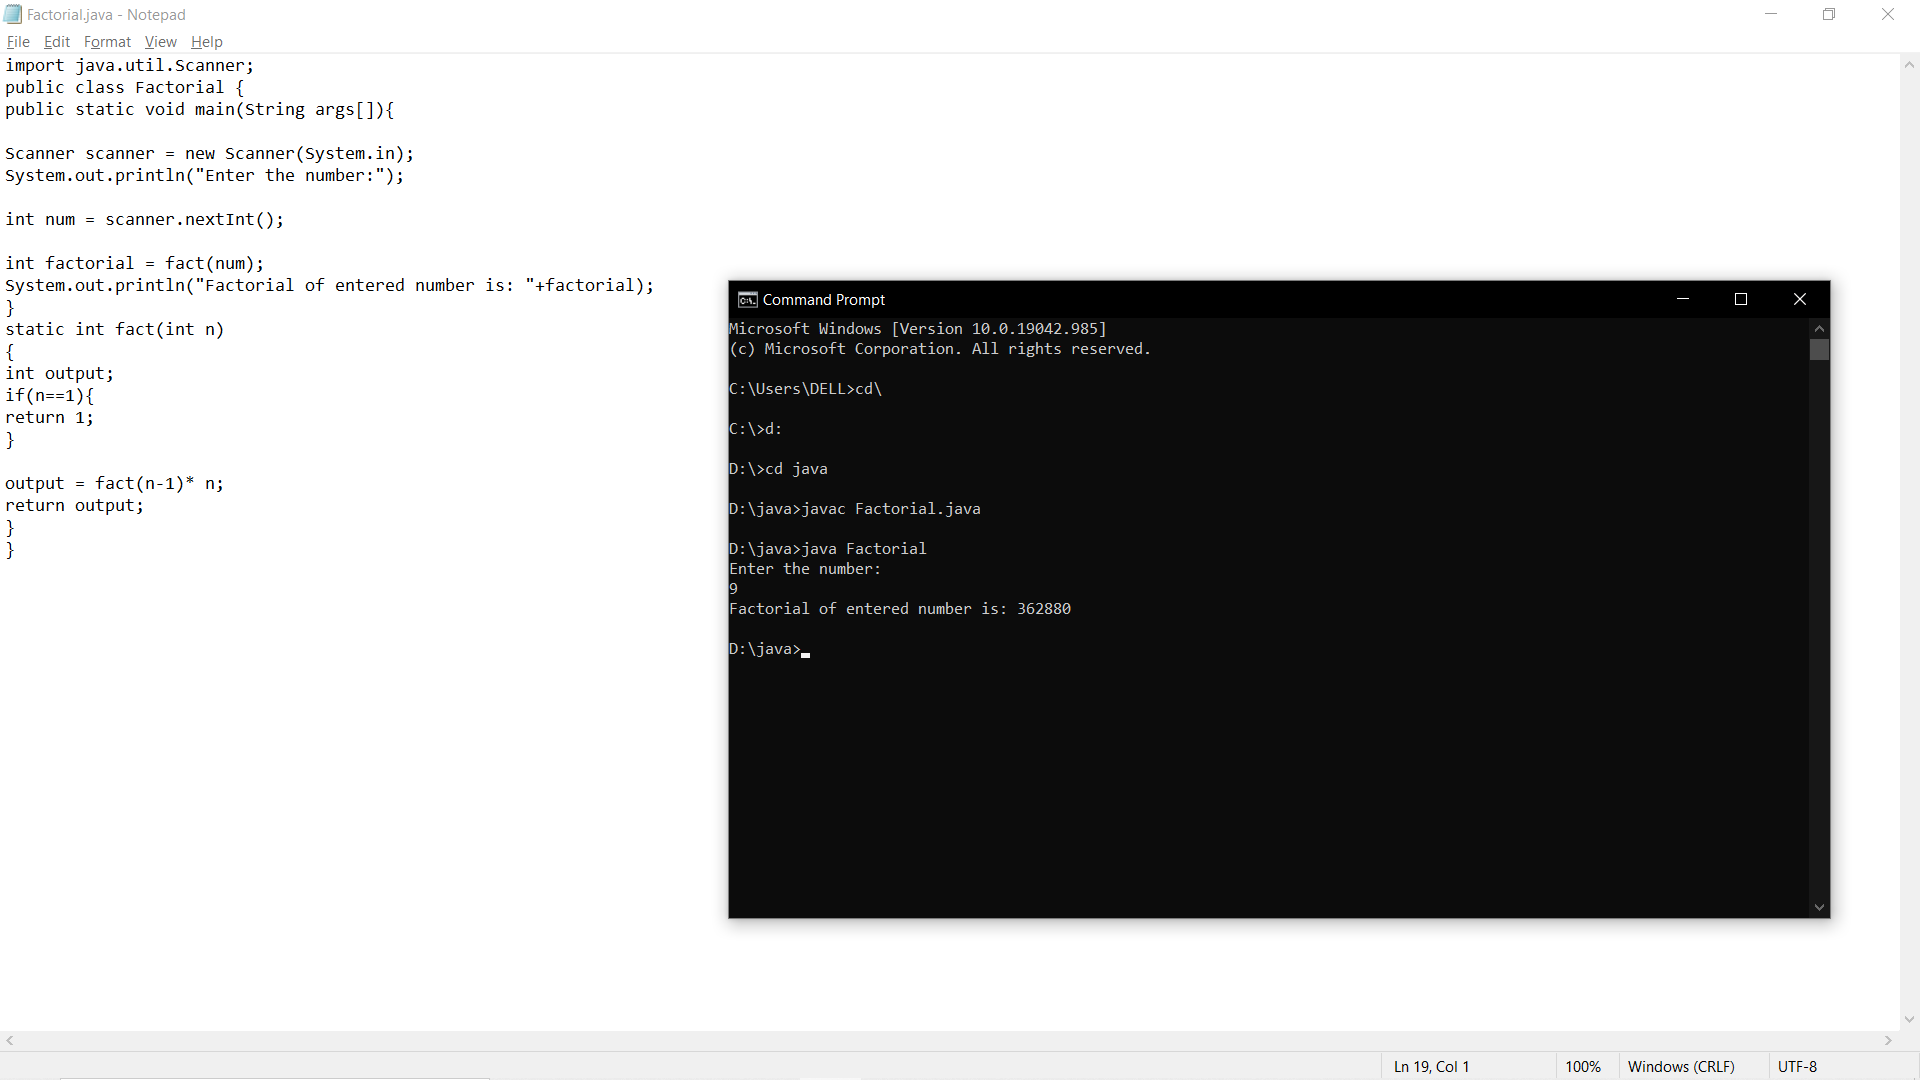 Factorial.java - Notepad
File Edit Format View Help
import java.util.Scanner;
public class Factorial {
public static void main(String args[]){
Scanner scanner = new Scanner(System.in);
System.out.println("Enter the number:");
int num = scanner.nextInt();
int factorial = fact(num);
System.out.println("Factorial of entered number is: "+factorial);
}
static int fact(int n)
{
int output;
if(n==1){
return 1;
}
output = fact(n-1)* n;
return output;
}
}
Command Prompt
Microsoft Windows [Version 10.0.19042.985]
(c) Microsoft Corporation. All rights reserved.
C:\Users\DELL>cd\
C:\>d:
D:\>cd java
D:\java>javac Factorial.java
D:\java>java Factorial
Enter the number:
9
Factorial of entered number is: 362880
D:\java>
Ln 19, Col 1 100% Windows (CRLF) UTF-8